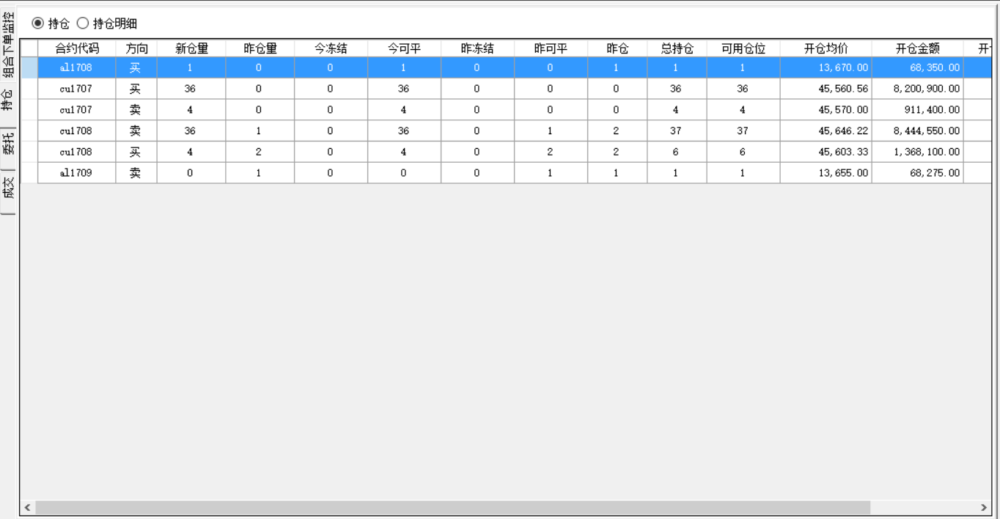 持仓 持仓明细
组合下单监控
持仓
委托
成交
合约代码 方向 新仓量 昨仓量 今冻结 今可平 昨冻结 昨可平 昨仓 总持仓 可用仓位 开仓均价 开仓金额 开
al1708 买 1 0 0 1 0 0 1 1 1 13,670.00 68,350.00
cu1707 买 36 0 0 36 0 0 0 36 36 45,560.56 8,200,900.00
cu1707 卖 4 0 0 4 0 0 0 4 4 45,570.00 911,400.00
cu1708 卖 36 1 0 36 0 1 2 37 37 45,646.22 8,444,550.00
cu1708 买 4 2 0 4 0 2 2 6 6 45,603.33 1,368,100.00
al1709 卖 0 1 0 0 0 1 1 1 1 13,655.00 68,275.00